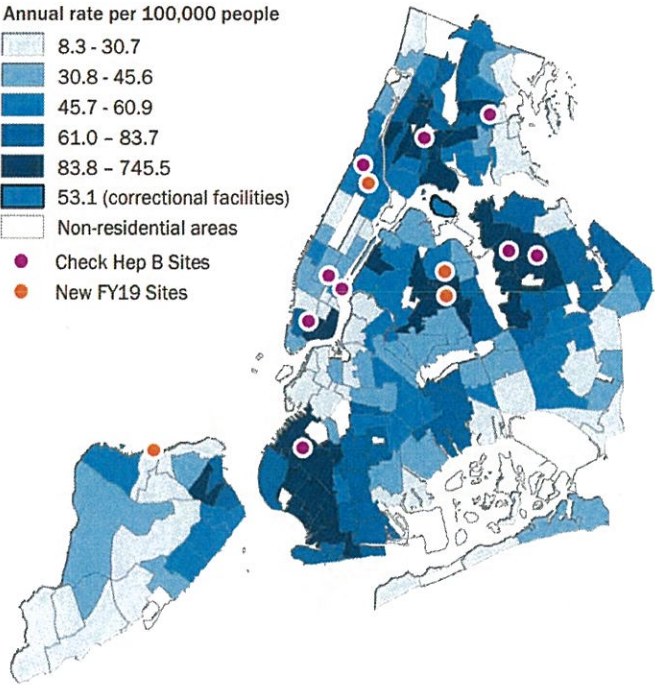 Annual rate per 100,000 people
8.3 - 30.7
30.8 - 45.6
45.7 - 60.9
61.0 - 83.7
83.8 – 745.5
53.1 (correctional facilities)
Non-residential areas
Check Hep B Sites
New FY19 Sites